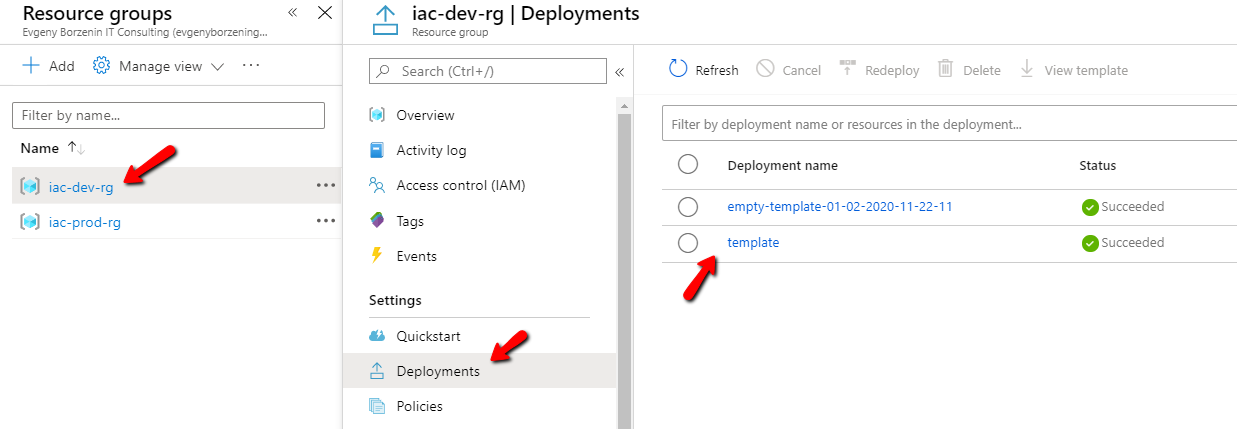 Resource groups
Evgeny Borzenin IT Consulting (evgenyborzening...
Add
Manage view
Filter by name...
Name
iac-dev-rg
iac-prod-rg
iac-dev-rg | Deployments
Resource group
Search (Ctrl+/)
Overview
Activity log
Access control (IAM)
Tags
Events
Settings
Quickstart
Deployments
Policies
Refresh
Cancel
Redeploy
Delete
View template
Filter by deployment name or resources in the deployment...
Deployment name
Status
empty-template-01-02-2020-11-22-11
Succeeded
template
Succeeded